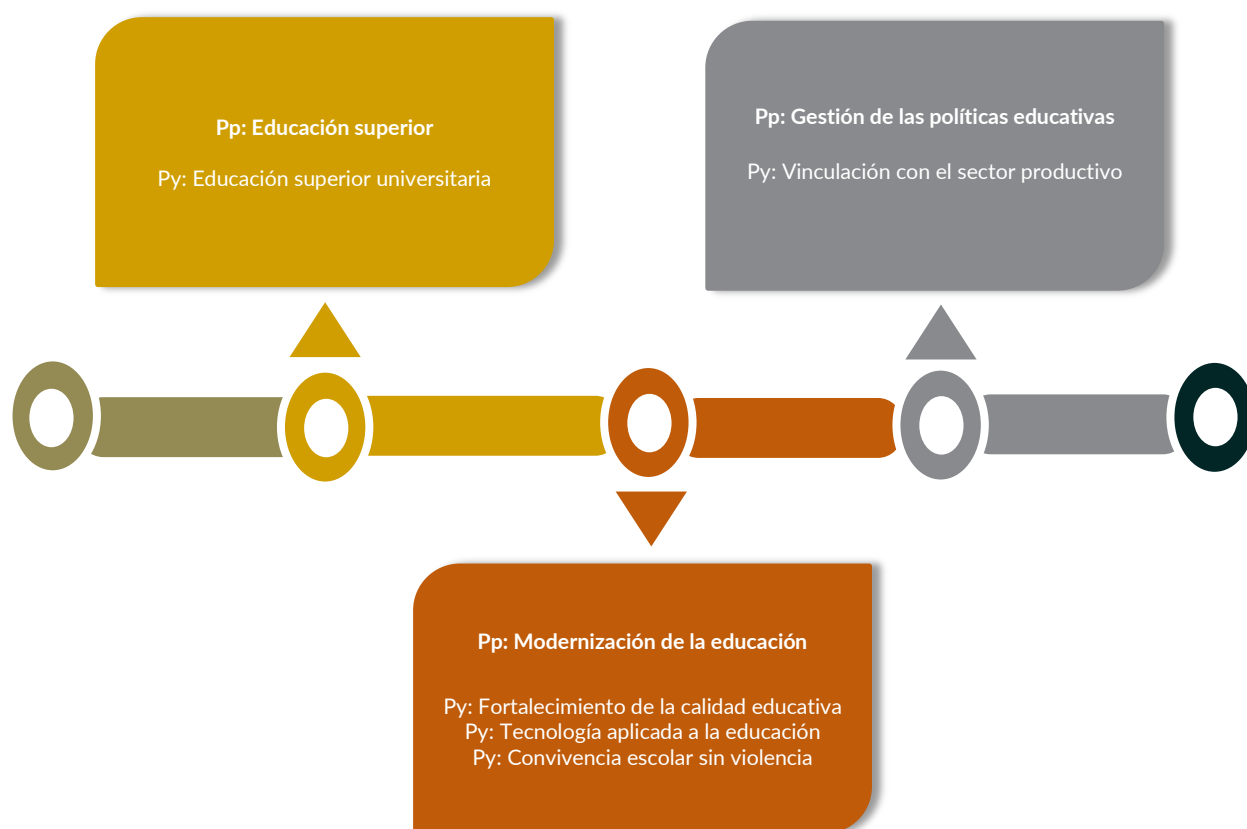 Pp: Educación superior
Py: Educación superior universitaria
Pp: Gestión de las políticas educativas
Py: Vinculación con el sector productivo
Pp: Modernización de la educación
Py: Fortalecimiento de la calidad educativa
Py: Tecnología aplicada a la educación
Py: Convivencia escolar sin violencia